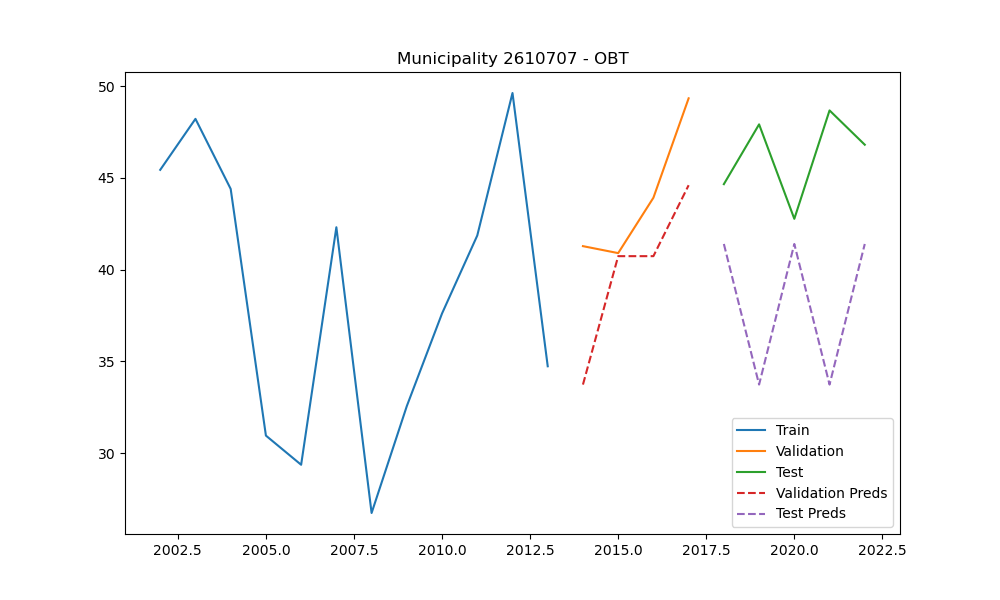 Municipality 2610707 - OBT
50
45
40
35
30
2002.5 2005.0 2007.5 2010.0 2012.5 2015.0 2017.5 2020.0 2022.5
Train
Validation
Test
Validation Preds
Test Preds